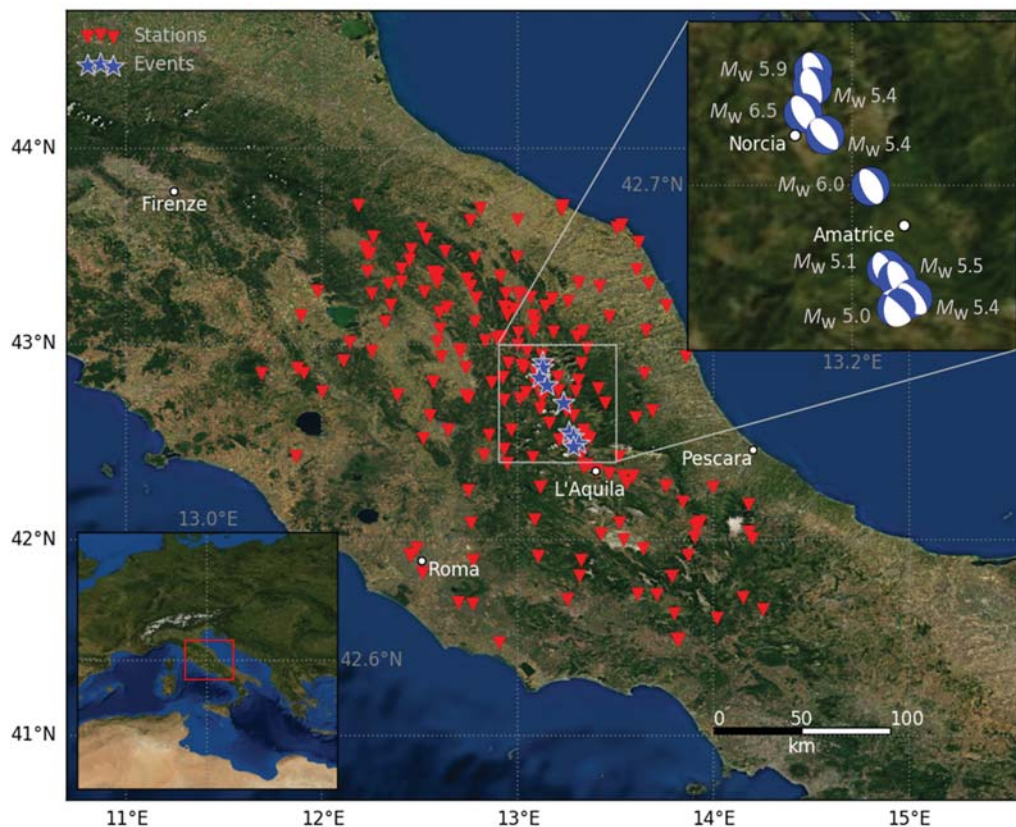 Stations
Events
M_W 5.9
M_W 5.4
M_W 6.5
Norcia
M_W 5.4
42.7°N
M_W 6.0
Amatrice
M_W 5.1
M_W 5.5
M_W 5.4
M_W 5.0
13.2°E
44°N
43°N
42°N
41°N
Firenze
Pescara
L'Aquila
Roma
13.0°E
42.6°N
0 50 100
km
11°E 12°E 13°E 14°E 15°E